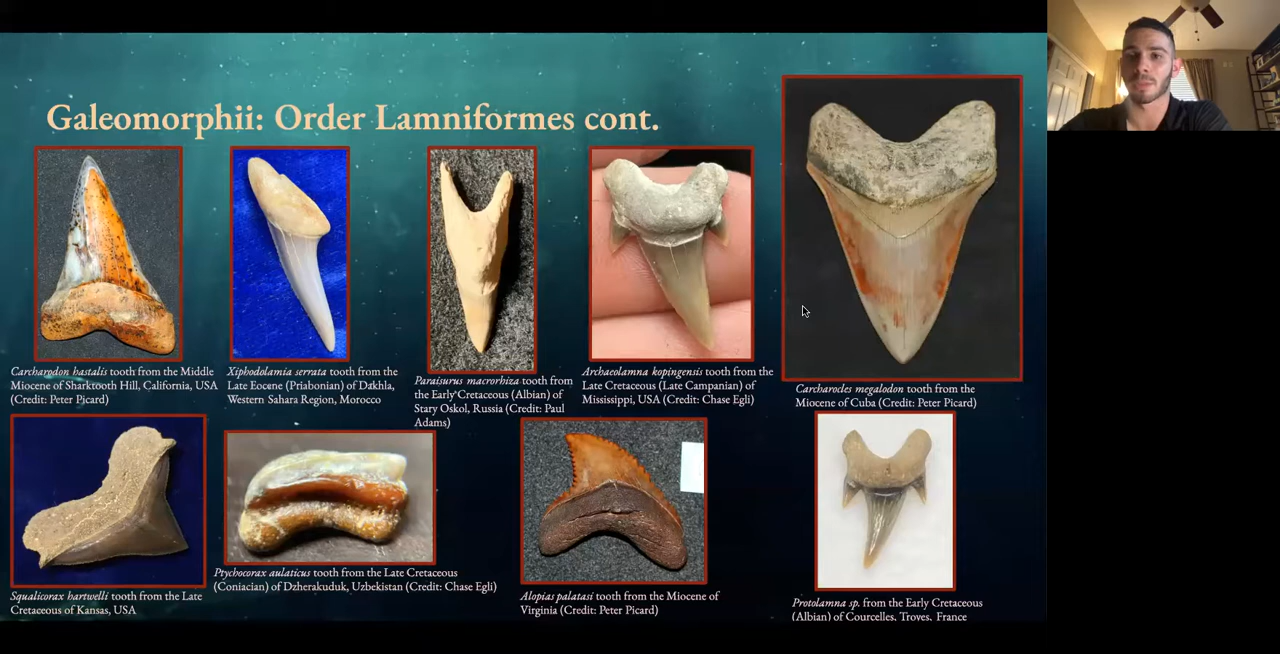 Galeomorphii: Order Lamniformes cont.
Carcharodon hastalis tooth from the Middle
Miocene of Sharktooth Hill, California, USA
(Credit: Peter Picard)
Xiphodolamia serrata tooth from the
Late Eocene (Priabonian) of Dakhla,
Western Sahara Region, Morocco
Paraisurus macrorhiza tooth from
the Early Cretaceous (Albian) of
Stary Oskol, Russia (Credit: Paul
Adams)
Archaeolamna kopingensis tooth from the
Late Cretaceous (Late Campanian) of
Mississippi, USA (Credit: Chase Egli)
Carcharocles megalodon tooth from the
Miocene of Cuba (Credit: Peter Picard)
Squalicorax hartwelli tooth from the Late
Cretaceous of Kansas, USA
Ptychocorax aulaticus tooth from the Late Cretaceous
(Coniacian) of Dzherakuduk, Uzbekistan (Credit: Chase Egli)
Alopias palatasi tooth from the Miocene of
Virginia (Credit: Peter Picard)
Protolamna sp. from the Early Cretaceous
(Albian) of Courcelles, Troyes, France